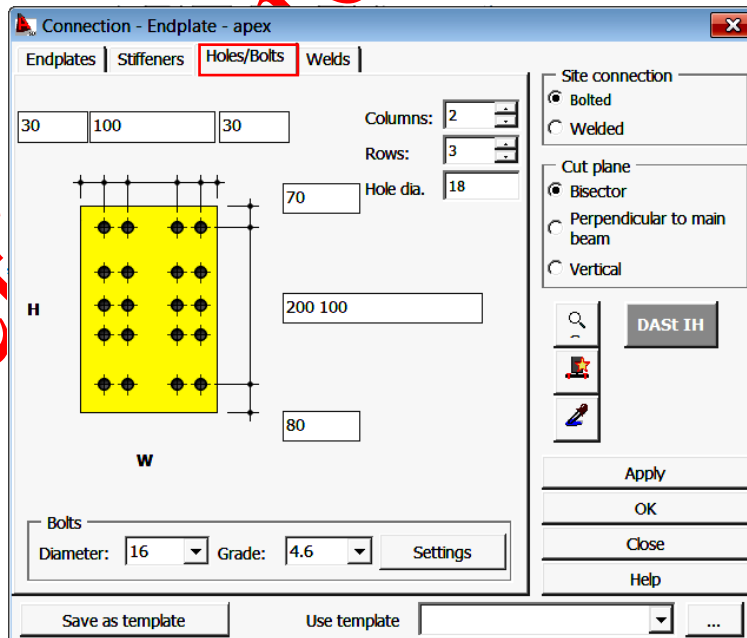 Connection - Endplate - apex
Endplates Stiffeners Holes/Bolts Welds
30 100 30
Columns: 2
Rows: 3
Hole dia. 18
70
H
200 100
80
W
Bolts
Diameter: 16 Grade: 4.6 Settings
Site connection
Bolted
Welded
Cut plane
Bisector
Perpendicular to main
beam
Vertical
DASt IH
Apply
OK
Close
Help
Save as template Use template ...